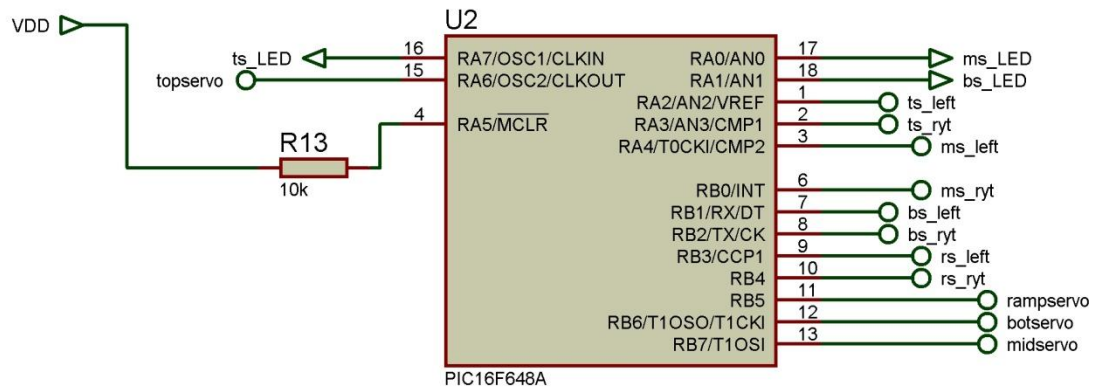 U2
VDD
ts_LED
16
RA7/OSC1/CLKIN
RA0/AN0
17
ms_LED
topservo
15
RA6/OSC2/CLKOUT
RA1/AN1
18
bs_LED
RA2/AN2/VREF
1
ts_left
4
RA5/MCLR
RA3/AN3/CMP1
2
ts_ryt
RA4/T0CKI/CMP2
3
ms_left
R13
10k
RB0/INT
6
ms_ryt
RB1/RX/DT
7
bs_left
RB2/TX/CK
8
bs_ryt
RB3/CCP1
9
rs_left
RB4
10
rs_ryt
RB5
11
rampservo
RB6/T1OSO/T1CKI
12
botservo
RB7/T1OSI
13
midservo
PIC16F648A